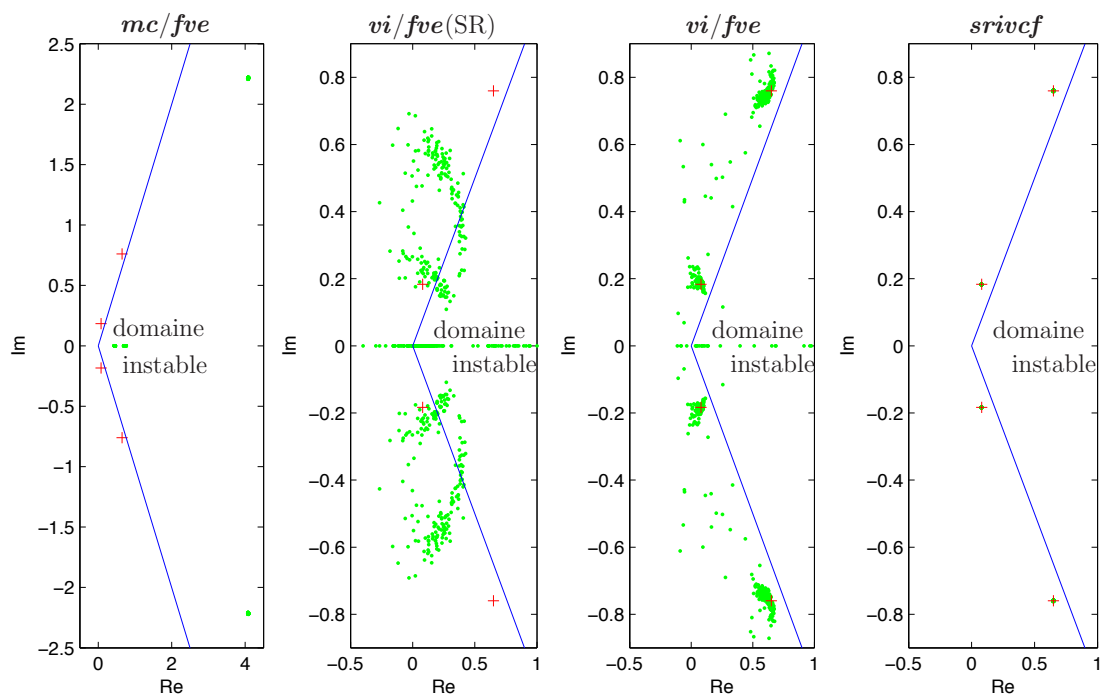 mc/fve
2.5
2
1.5
1
0.5
0
−0.5
−1
−1.5
−2
−2.5
Im
domaine
instable
0 2 4
Re
vi/fve(SR)
0.8
0.6
0.4
0.2
0
−0.2
−0.4
−0.6
−0.8
Im
domaine
instable
−0.5 0 0.5 1
Re
vi/fve
0.8
0.6
0.4
0.2
0
−0.2
−0.4
−0.6
−0.8
Im
domaine
instable
−0.5 0 0.5 1
Re
srivcf
0.8
0.6
0.4
0.2
0
−0.2
−0.4
−0.6
−0.8
Im
domaine
instable
−0.5 0 0.5 1
Re